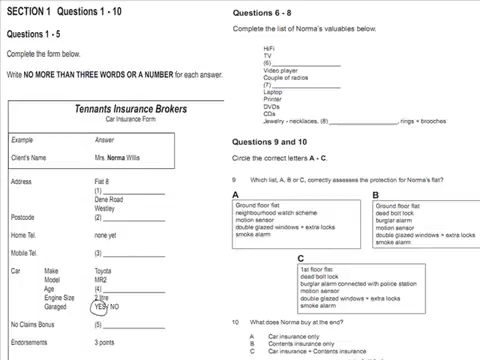 SECTION 1 Questions 1 - 10
Questions 1 - 5
Complete the form below.
Write NO MORE THAN THREE WORDS OR A NUMBER for each answer.
Tennants Insurance Brokers
Car Insurance Form
Example Answer
Client's Name Mrs. Norma Willis
Address Flat 8
(1) ____________________
Dene Road
Westley
Postcode (2) ____________________
Home Tel. none yet
Mobile Tel. (3) ____________________
Car Make Toyota
Model MR2
Age (4) ____________________
Engine Size 2 litre
Garaged YES / NO
No Claims Bonus (5) ____________________
Endorsements 3 points
Questions 6 - 8
Complete the list of Norma's valuables below.
HiFi
TV
(6) ____________________
Video player
Couple of radios
(7) ____________________
Laptop
Printer
DVDs
CDs
Jewelry - necklaces, (8) ____________________, rings + brooches
Questions 9 and 10
Circle the correct letters A - C.
9 Which list, A, B or C, correctly assesses the protection for Norma's flat?
A
Ground floor flat
neighbourhood watch scheme
motion sensor
double glazed windows + extra locks
smoke alarm
B
Ground floor flat
dead bolt lock
burglar alarm
motion sensor
double glazed windows + extra locks
smoke alarm
C
1st floor flat
dead bolt lock
burglar alarm connected with police station
motion sensor
double glazed windows + extra locks
smoke alarm
10 What does Norma buy at the end?
A Car insurance only
B Contents insurance only
C Car insurance + Contents insurance